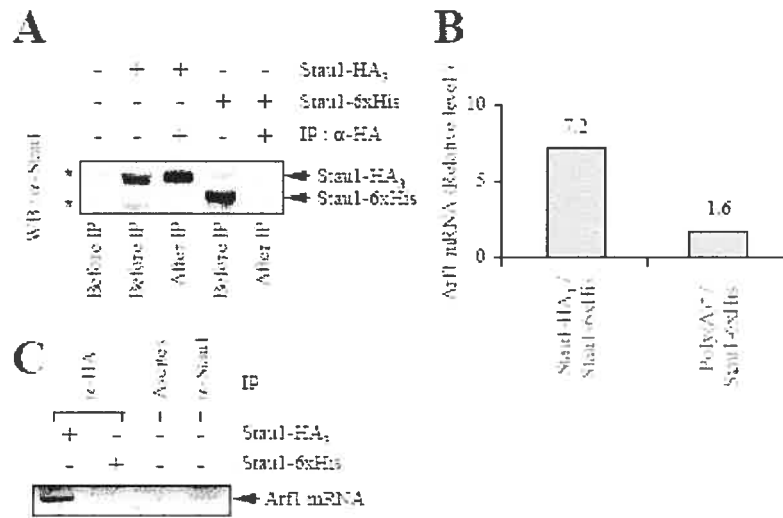 A
- + + - - Stau1-HA₃
- - - + + Stau1-6xHis
- + - + IP : α-HA
WB : α-Stau1
*
*
Stau1-HA₃
Stau1-6xHis
Before IP
Before IP
After IP
Before IP
After IP
B
Arf1 mRNA (Relative level)
10
5
0
7.2
1.6
Stau1-HA₃ /
Stau1-6xHis
Poly(A)+ /
Stau1-6xHis
C
α-HA
α-Stau1
IP
+ - - - Stau1-HA₃
- + - - Stau1-6xHis
Arf1 mRNA